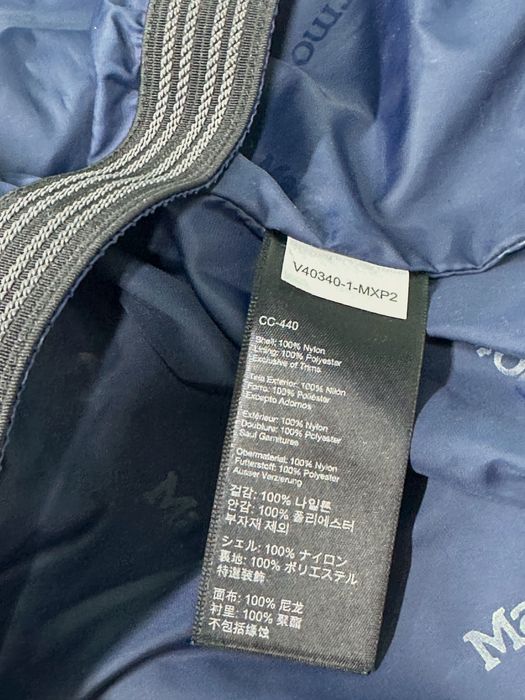 rmo
V40340-1-MXP2
CC-440
Shell: 100% Nylon
Lining: 100% Polyester
Exclusive of Trims
Tela Exterior: 100% Nilon
Forro: 100% Poliéster
Excepto Adornos
Extérieur: 100% Nylon
Doublure: 100% Polyester
Sauf Garnitures
Obermaterial: 100% Nylon
Futterstoff: 100% Polyester
Ausser Verzierung
겉감: 100% 나일론
안감: 100% 폴리에스터
부자재 제외
シェル: 100% ナイロン
裏地: 100% ポリエステル
特選装飾
面布: 100% 尼龙
衬里: 100% 聚酯
不包括缘饰
Ma